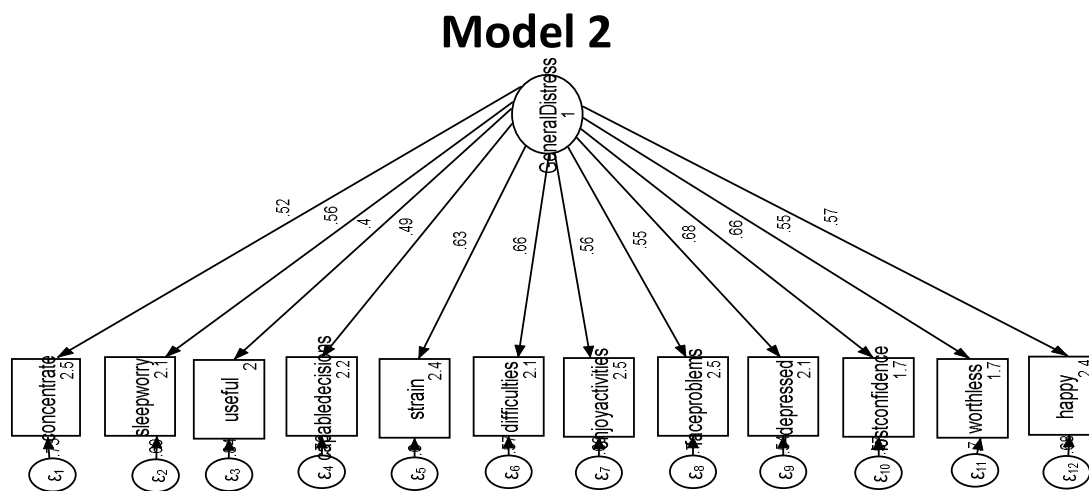 Model 2
GeneralDistress
1
.52
.56
.4
.49
.63
.66
.56
.55
.68
.66
.55
.57
concentrate
2.5
sleepworry
2.1
useful
2
capabledecisions
2.2
strain
2.4
difficulties
2.1
enjoyactivities
2.5
faceproblems
2.5
depressed
2.1
lostconfidence
1.7
worthless
1.7
happy
2.4
.7
ε1
ε2
ε3
ε4
ε5
ε6
ε7
ε8
ε9
ε10
ε11
ε12